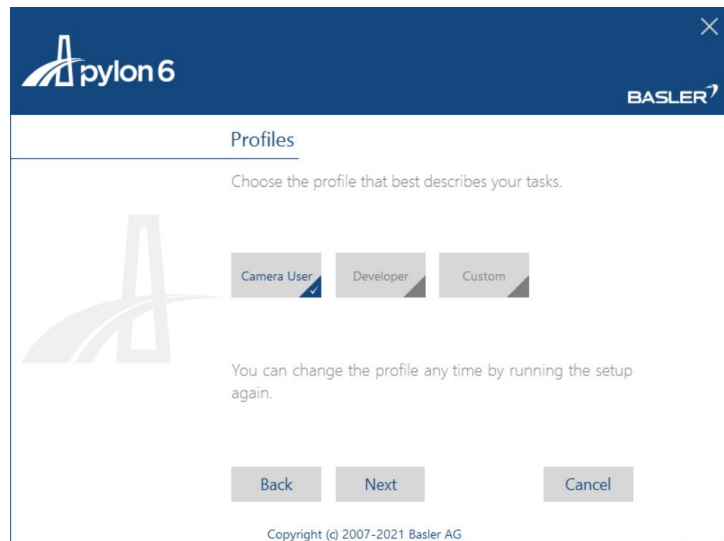 pylon 6
BASLER
Profiles
Choose the profile that best describes your tasks.
Camera User
Developer
Custom
You can change the profile any time by running the setup
again.
Back
Next
Cancel
Copyright (c) 2007-2021 Basler AG